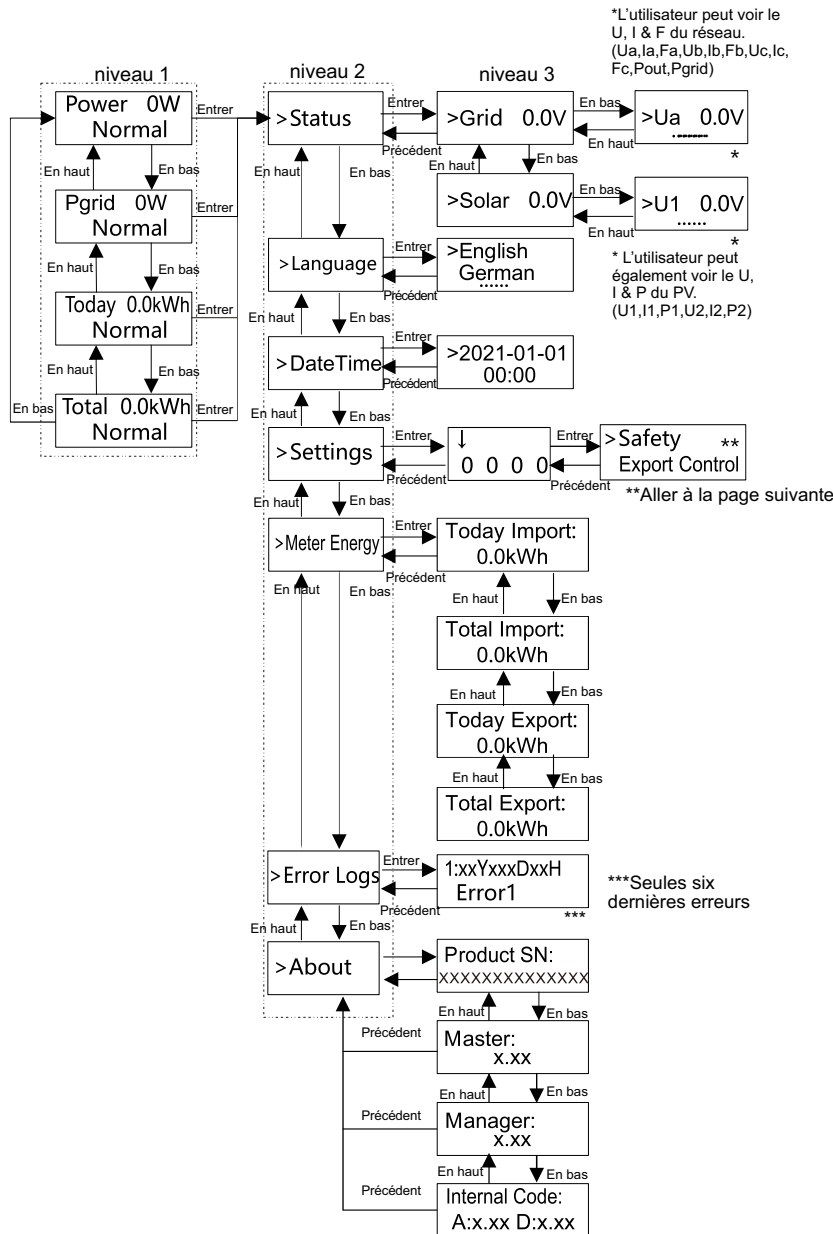 *L'utilisateur peut voir le
U, I & F du réseau.
(Ua,Ia,Fa,Ub,Ib,Fb,Uc,Ic,
Fc,Pout,Pgrid)
niveau 1
niveau 2
niveau 3
Power 0W
Normal
Entrer
>Status
Entrer
Précédent
>Grid 0.0V
En bas
En haut
>Ua 0.0V
.......
*
En haut
En bas
En haut
En bas
En haut
En bas
Pgrid 0W
Normal
Entrer
>Solar 0.0V
En bas
En haut
>U1 0.0V
......
*
* L'utilisateur peut
également voir le U,
I & P du PV.
(U1,I1,P1,U2,I2,P2)
En haut
En bas
>Language
Entrer
Précédent
>English
German
......
Today 0.0kWh
Normal
Entrer
En haut
En bas
>DateTime
Entrer
Précédent
>2021-01-01
00:00
En haut
En bas
En bas
Total 0.0kWh
Normal
Entrer
En haut
En bas
>Settings
Entrer
Précédent
↓
0 0 0 0
Entrer
Précédent
>Safety **
Export Control
**Aller à la page suivante
En haut
En bas
>Meter Energy
Entrer
Précédent
Today Import:
0.0kWh
En haut
En bas
En haut
En bas
Total Import:
0.0kWh
En haut
En bas
Today Export:
0.0kWh
En haut
En bas
Total Export:
0.0kWh
>Error Logs
Entrer
Précédent
1:xxYxxxDxxH
Error1
***
***Seules six
dernières erreurs
En haut
En bas
>About
Product SN:
XXXXXXXXXXXXXX
En haut
En bas
Précédent
Master:
x.xx
En haut
En bas
Précédent
Manager:
x.xx
En haut
En bas
Précédent
Internal Code:
A:x.xx D:x.xx